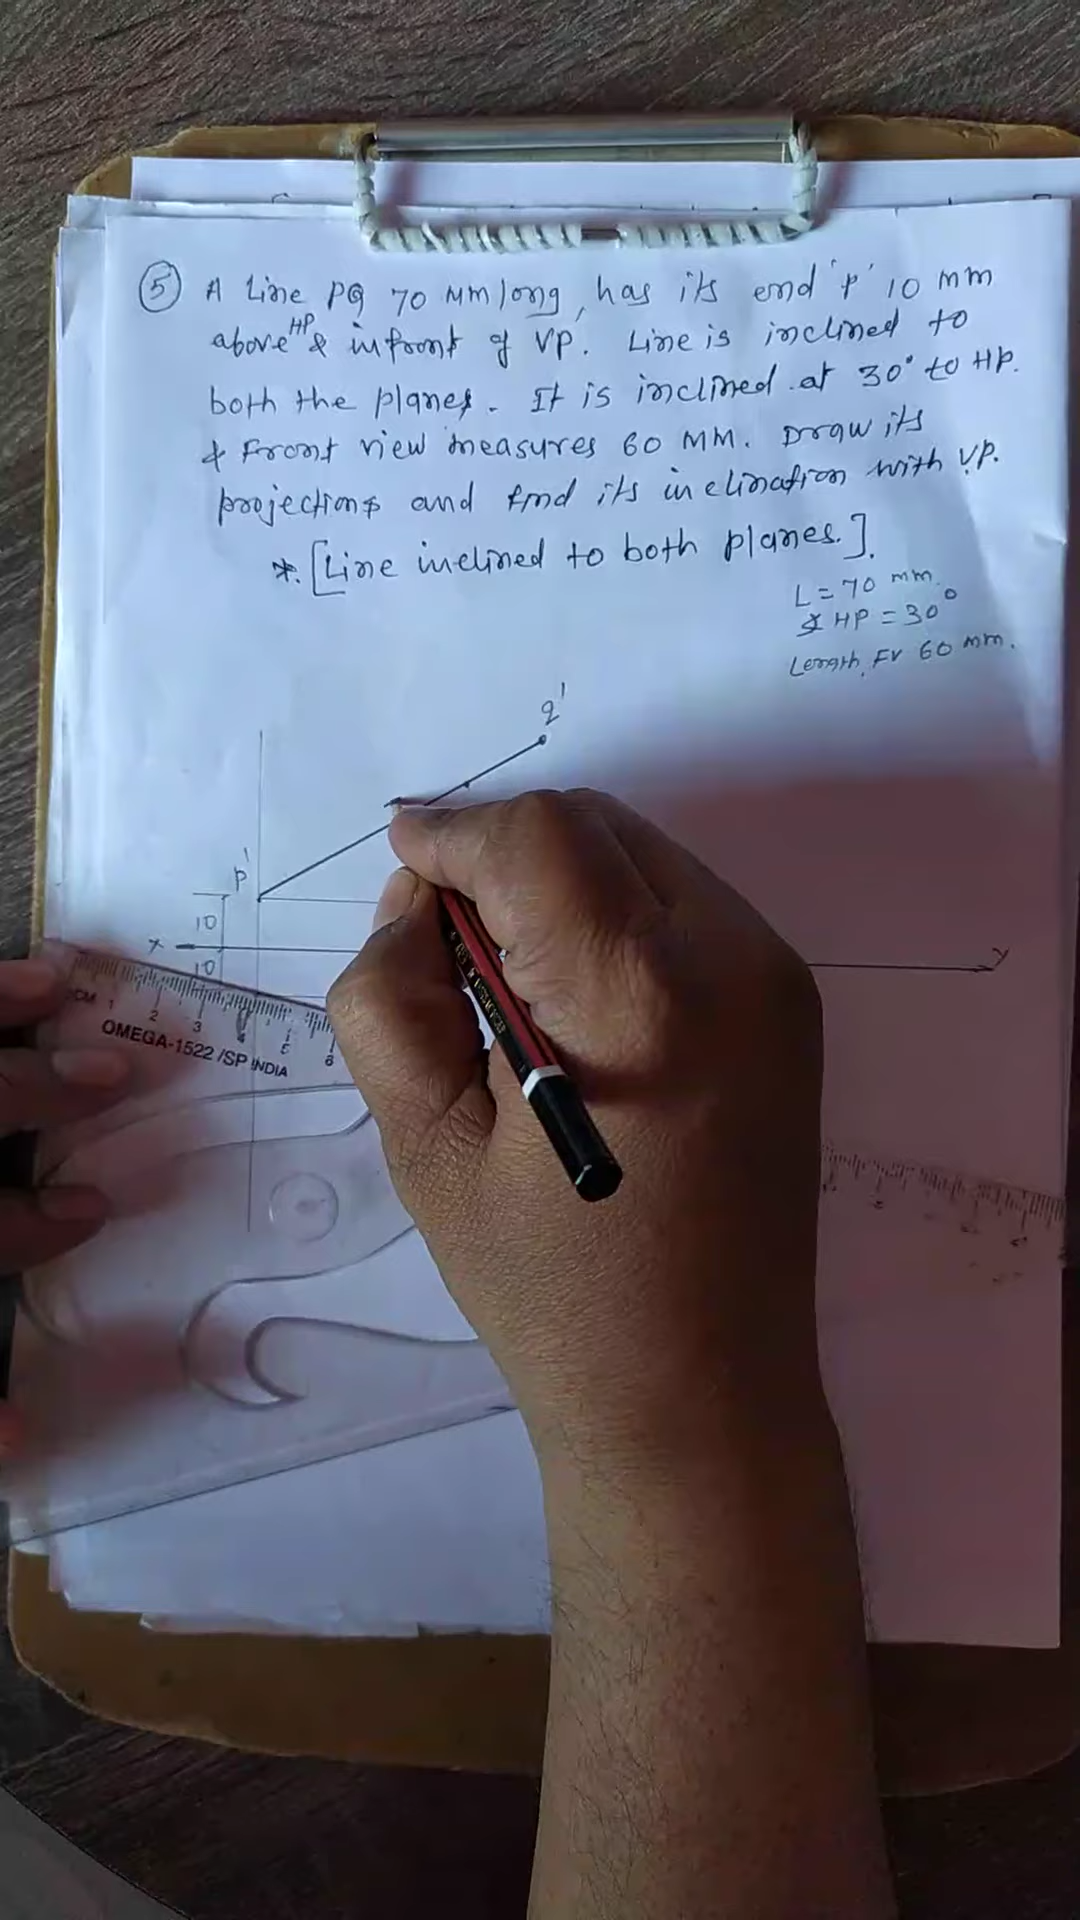 5 A Line PQ 70 MM long, has its end 'P' 10 mm
above HP & infront of VP. Line is inclined to
both the planes. It is inclined at 30° to HP.
& Front view measures 60 MM. Draw its
projections and find its inclination with V.P.
*. [Line inclined to both planes.].
L = 70 mm.
∡ HP = 30°
Length, FV 60 mm.
q'
p'
10
x
y
10
CM 1 2 3 4 5 6
OMEGA-1522 /SP INDIA